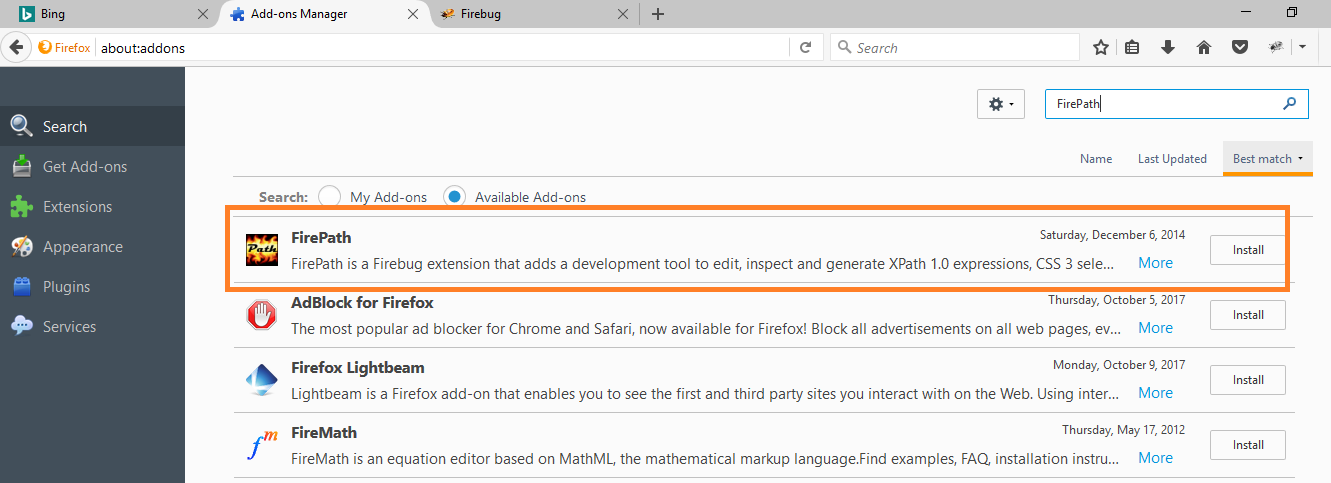 Bing
Add-ons Manager
Firebug
Firefox about:addons
Search
FirePath
Search
Get Add-ons
Extensions
Appearance
Plugins
Services
Name Last Updated Best match
Search: My Add-ons Available Add-ons
Path
FirePath Saturday, December 6, 2014
FirePath is a Firebug extension that adds a development tool to edit, inspect and generate XPath 1.0 expressions, CSS 3 sele... More Install
AdBlock for Firefox Thursday, October 5, 2017
The most popular ad blocker for Chrome and Safari, now available for Firefox! Block all advertisements on all web pages, ev... More Install
Firefox Lightbeam Monday, October 9, 2017
Lightbeam is a Firefox add-on that enables you to see the first and third party sites you interact with on the Web. Using inter... More Install
fm
FireMath Thursday, May 17, 2012
FireMath is an equation editor based on MathML, the mathematical markup language.Find examples, FAQ, installation instru... More Install